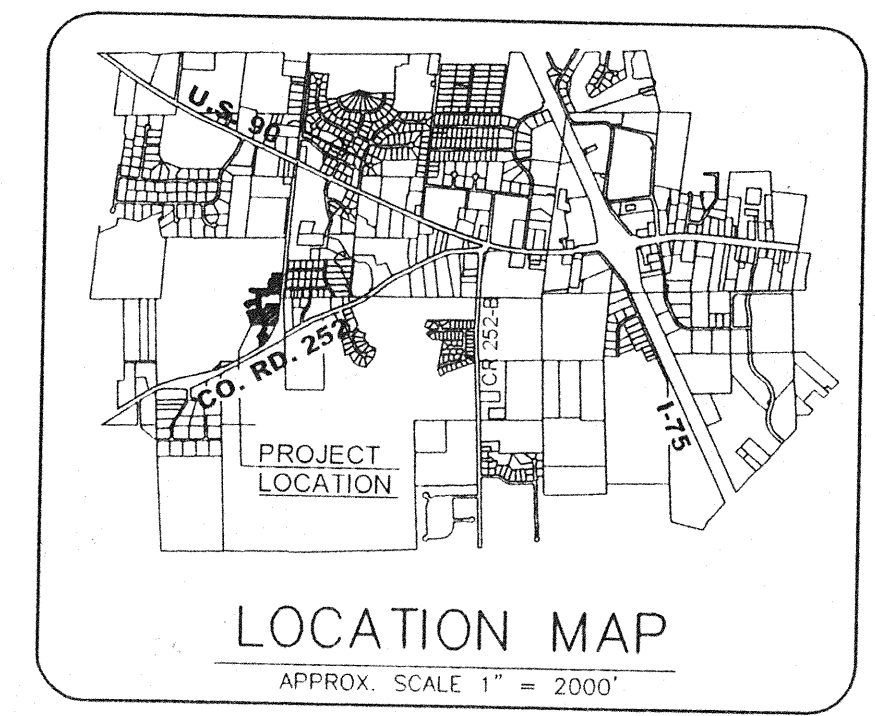 U.S. 90
CO. RD. 252
CR 252-B
I-75
PROJECT
LOCATION
LOCATION MAP
APPROX. SCALE 1" = 2000'